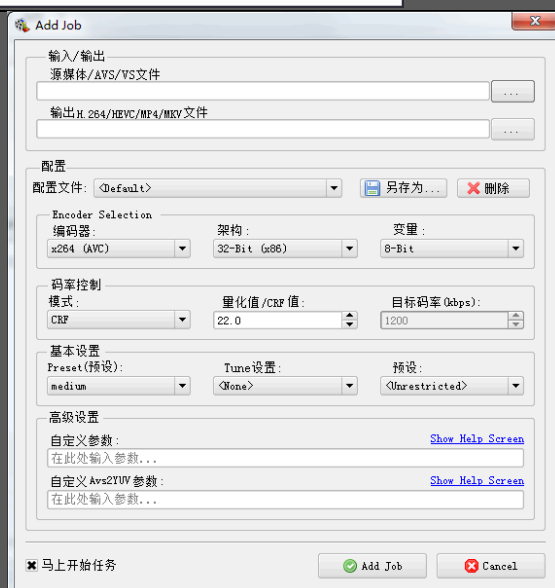 Add Job
输入/输出
源媒体/AVS/VS文件
...
输出H.264/HEVC/MP4/MKV文件
...
配置
配置文件: <Default> 另存为... 删除
Encoder Selection
编码器: 架构: 变量:
x264 (AVC) 32-Bit (x86) 8-Bit
码率控制
模式: 量化值/CRF值: 目标码率(kbps):
CRF 22.0 1200
基本设置
Preset(预设): Tune设置: 预设:
medium <None> <Unrestricted>
高级设置
自定义参数: Show Help Screen
在此处输入参数...
自定义Avs2YUV参数: Show Help Screen
在此处输入参数...
马上开始任务 Add Job Cancel